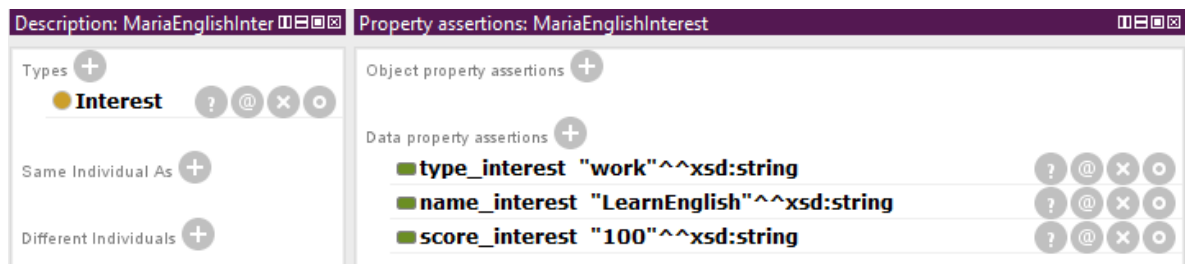 Description: MariaEnglishInter
Types
Interest
Same Individual As
Different Individuals
Property assertions: MariaEnglishInterest
Object property assertions
Data property assertions
type_interest "work"^^xsd:string
name_interest "LearnEnglish"^^xsd:string
score_interest "100"^^xsd:string